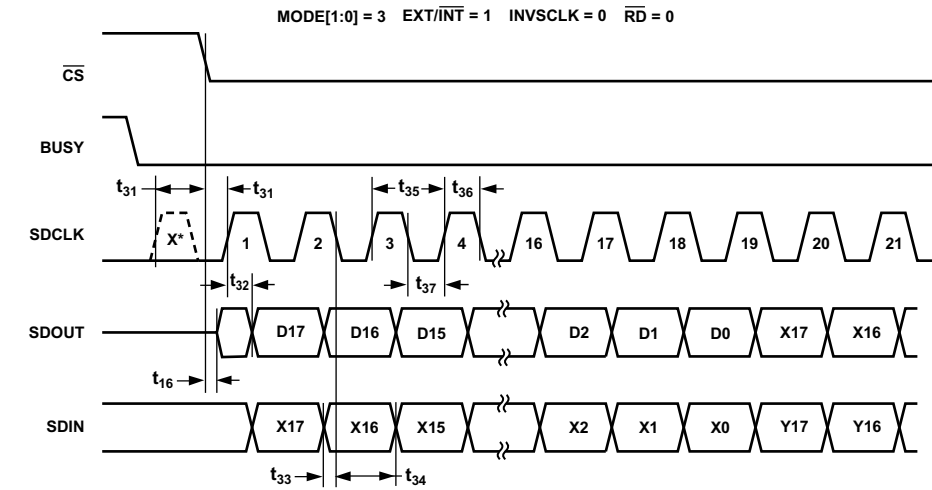 MODE[1:0] = 3 EXT/INT = 1 INVSCLK = 0 RD = 0
CS
BUSY
t31 t31 t35 t36
SDCLK X* 1 2 3 4 16 17 18 19 20 21
t32 t37
SDOUT D17 D16 D15 D2 D1 D0 X17 X16
t16
SDIN X17 X16 X15 X2 X1 X0 Y17 Y16
t33 t34